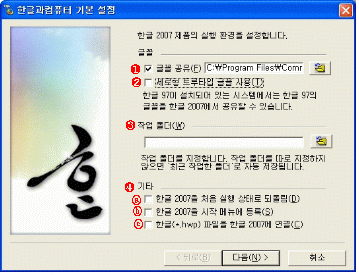 한글과컴퓨터 기본 설정
한글 2007 제품의 실행 환경을 설정합니다.
글꼴
1 글꼴 공유(F) C:₩Program Files₩Comr
2 세로형 트루타입 글꼴 사용(T)
한글 97이 설치되어 있는 시스템에서는 한글 97의
글꼴을 한글 2007에서 공유할 수 있습니다.
3 작업 폴더(W)
작업 폴더를 지정합니다. 작업 폴더를 따로 지정하지
않으면 '최근 작업한 폴더'로 자동 저장됩니다.
4 기타
a 한글 2007을 처음 실행 상태로 되돌림(D)
b 한글 2007을 시작 메뉴에 등록(S)
c 한글(*.hwp) 파일을 한글 2007에 연결(C)
한글
< 뒤로(B) 다음(N) > 취소